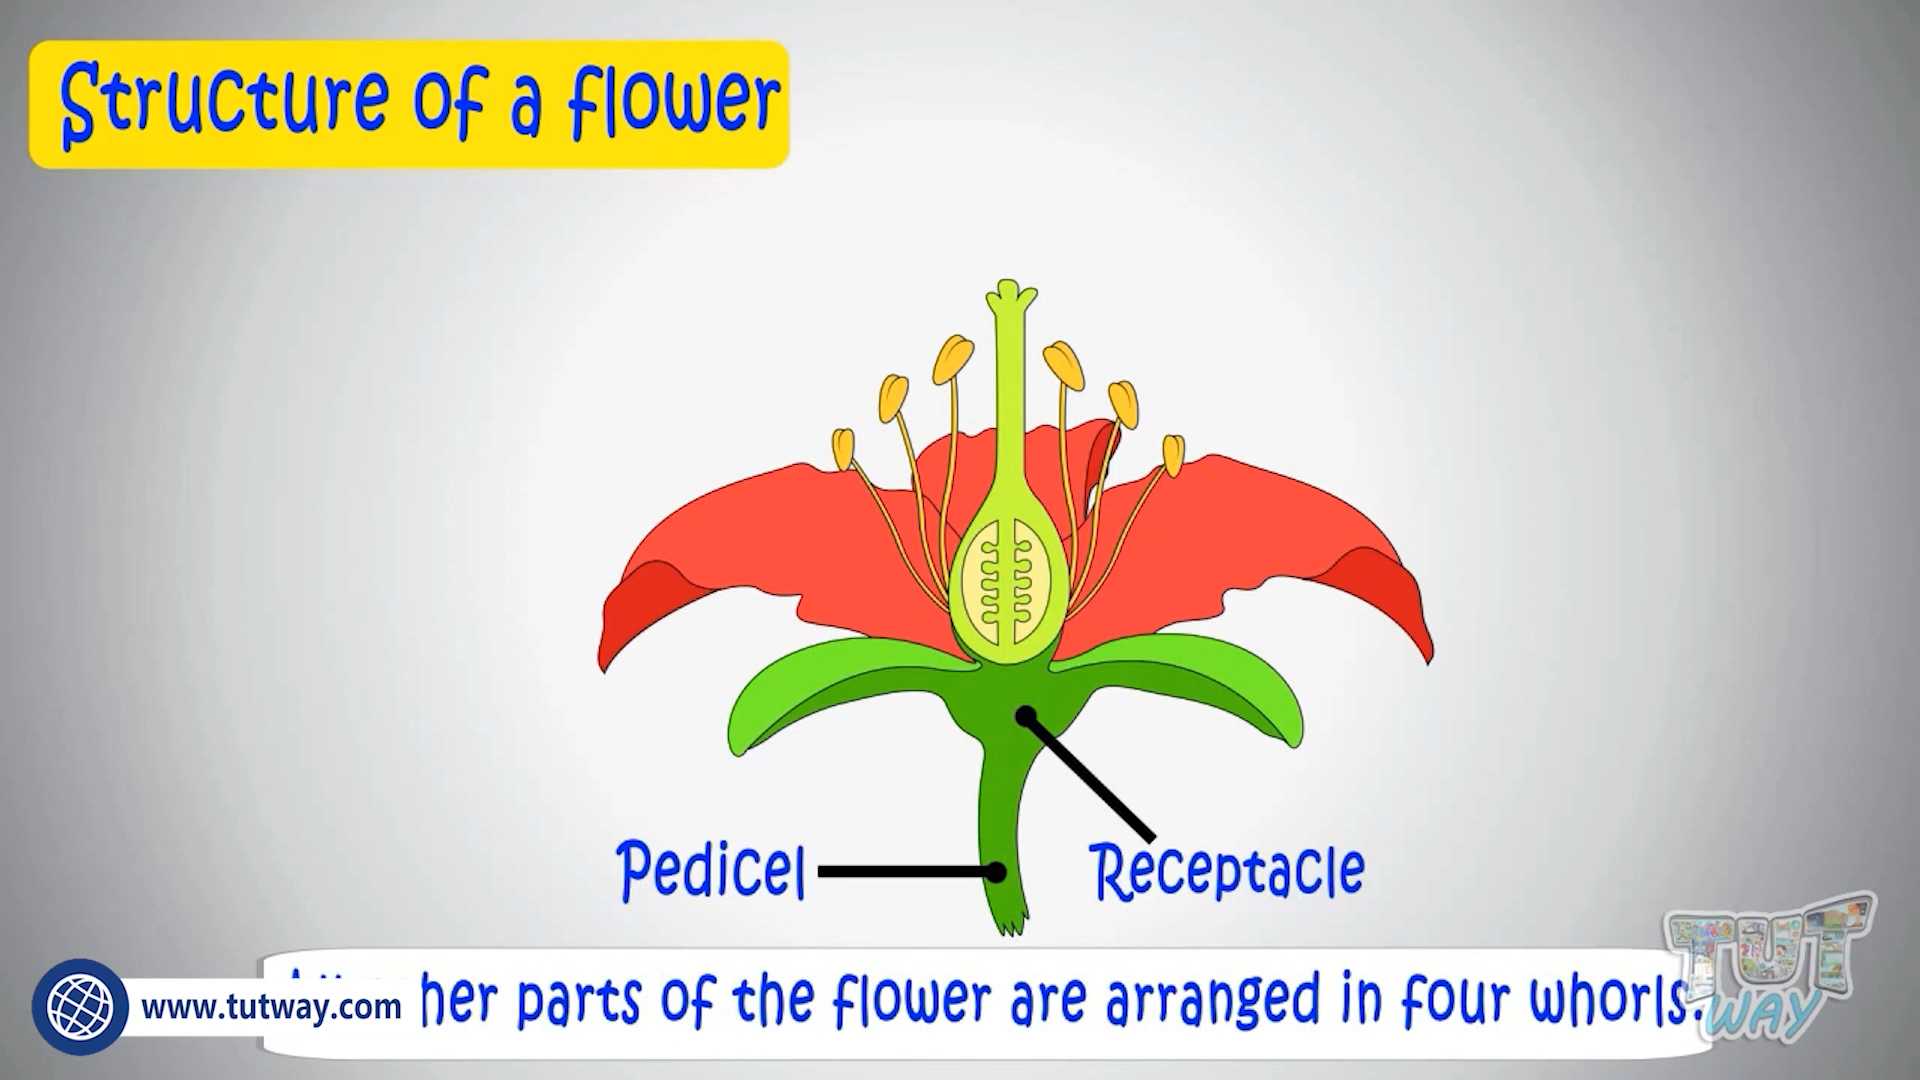 Structure of a flower
Pedicel
Receptacle
her parts of the flower are arranged in four whorls.
www.tutway.com
TUT
WAY